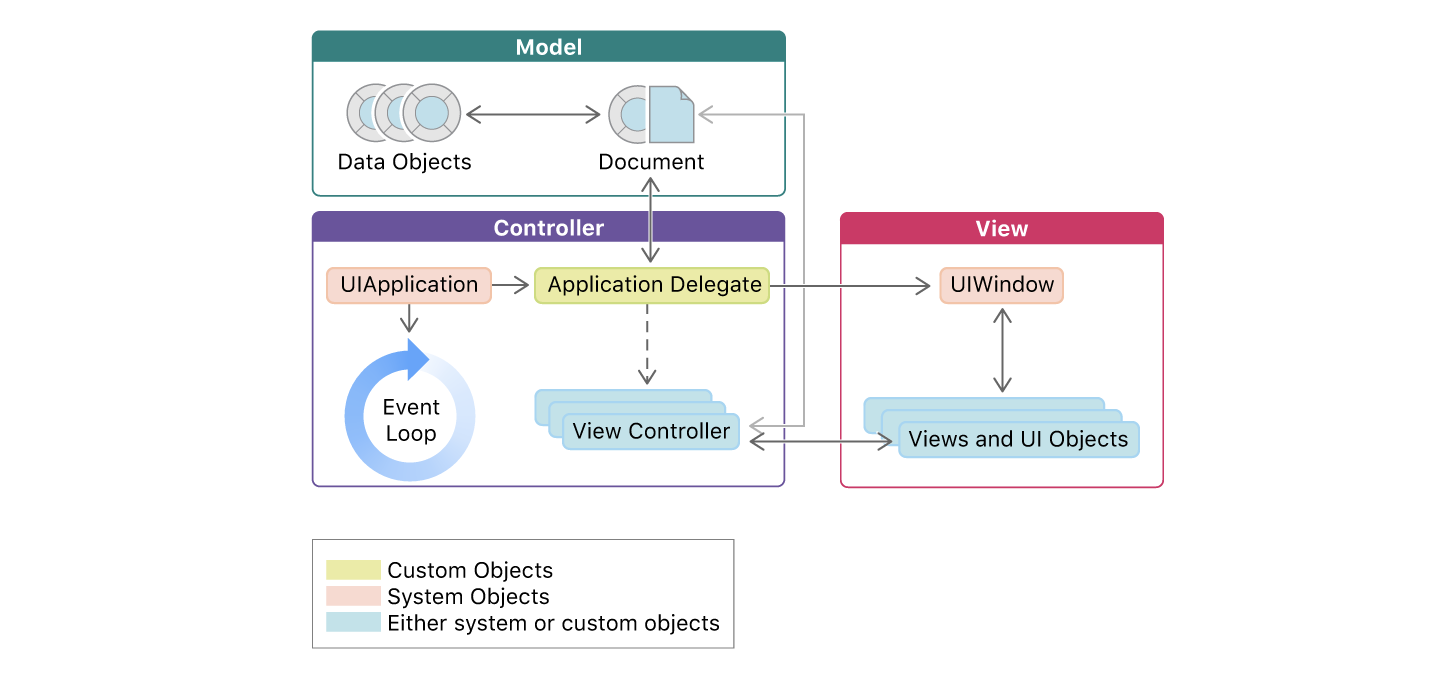 Model
Data Objects
Document
Controller
UIApplication
Application Delegate
Event
Loop
View Controller
View
UIWindow
Views and UI Objects
Custom Objects
System Objects
Either system or custom objects